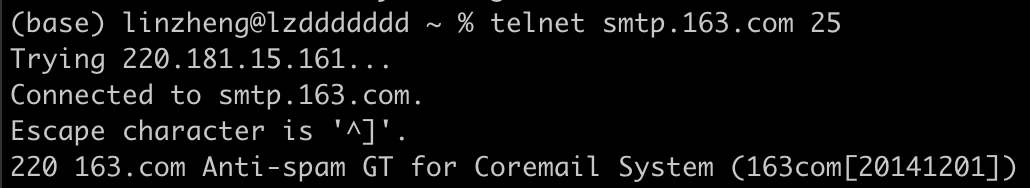 (base) linzheng@lzddddddd ~ % telnet smtp.163.com 25
Trying 220.181.15.161...
Connected to smtp.163.com.
Escape character is '^]'.
220 163.com Anti-spam GT for Coremail System (163com[20141201])